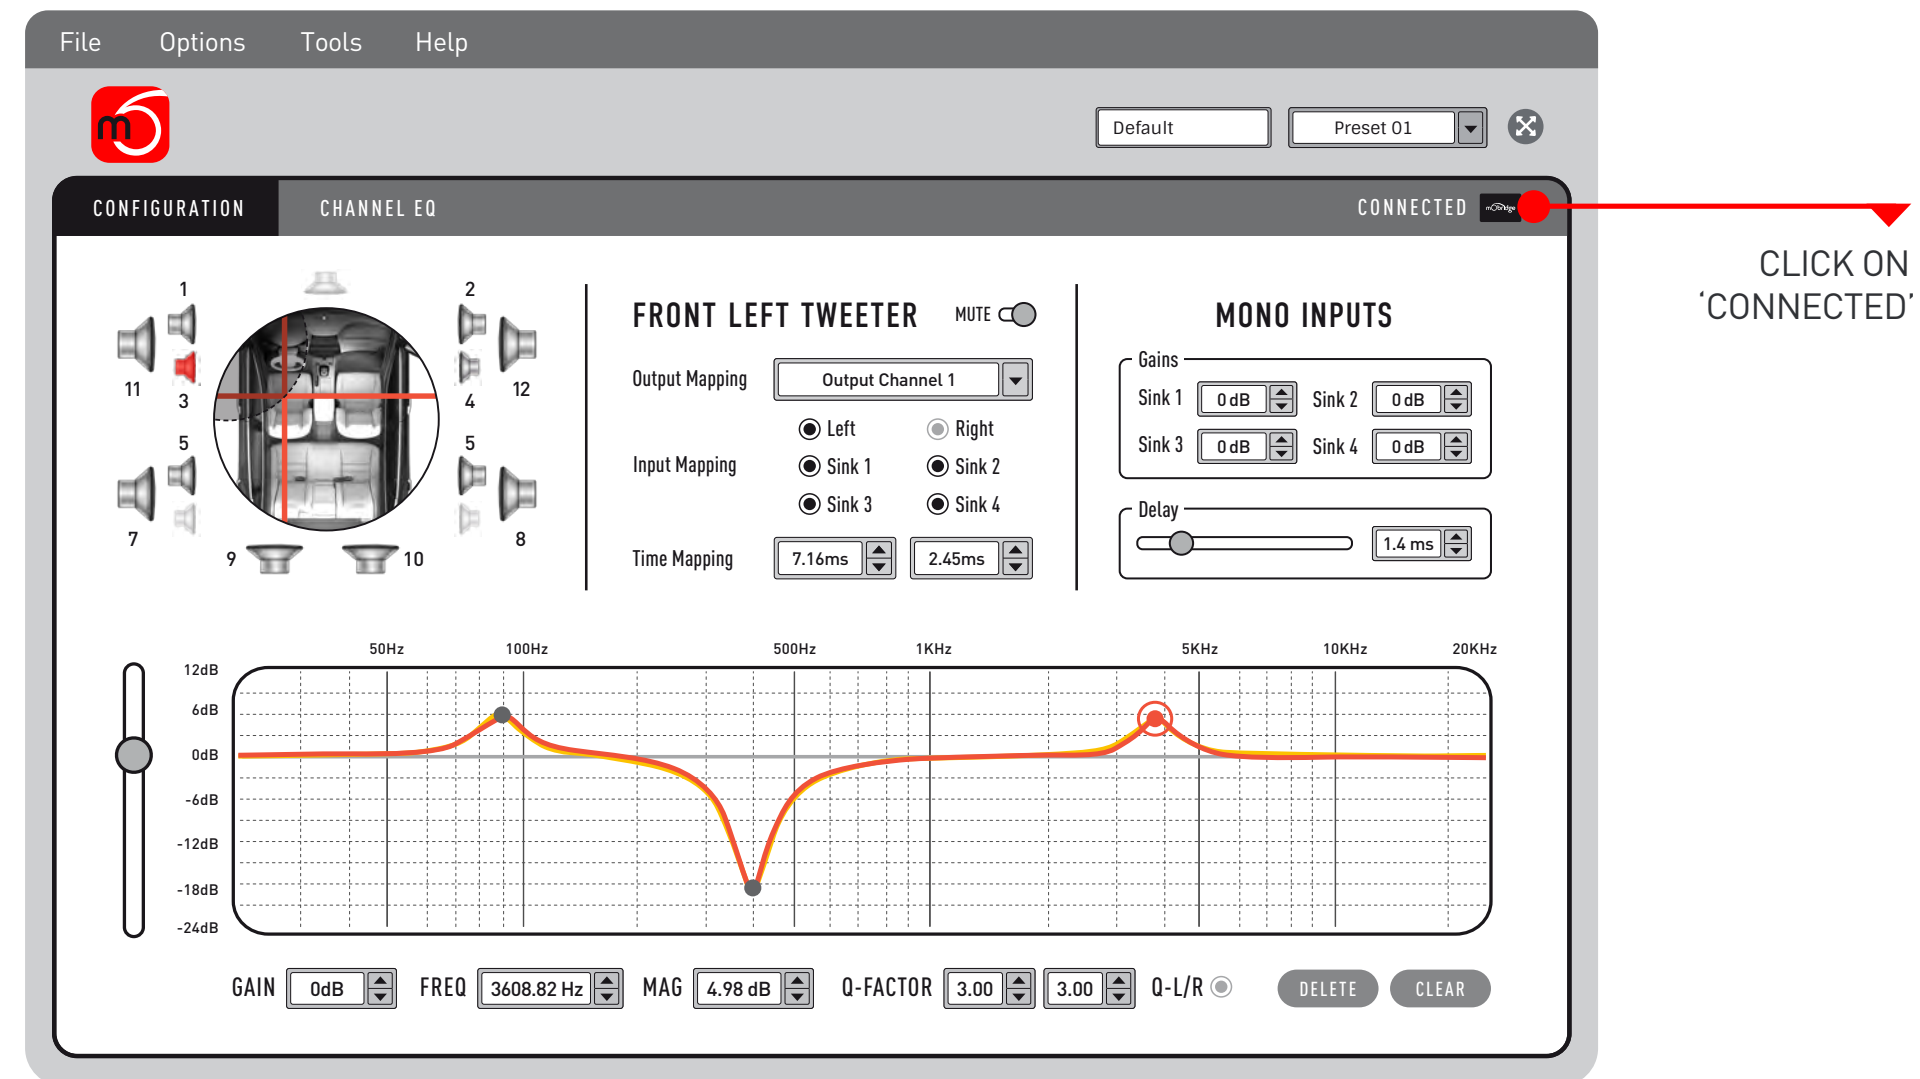 File Options Tools Help
m
Default Preset 01
CONFIGURATION CHANNEL EQ CONNECTED mObridge
CLICK ON
‘CONNECTED’
1 2
11 3 4 12
5 5
7 8
9 10
FRONT LEFT TWEETER MUTE
Output Mapping Output Channel 1
Left Right
Input Mapping Sink 1 Sink 2
Sink 3 Sink 4
Time Mapping 7.16ms 2.45ms
MONO INPUTS
Gains
Sink 1 0 dB Sink 2 0 dB
Sink 3 0 dB Sink 4 0 dB
Delay
1.4 ms
50Hz 100Hz 500Hz 1KHz 5KHz 10KHz 20KHz
12dB
6dB
0dB
-6dB
-12dB
-18dB
-24dB
GAIN 0dB FREQ 3608.82 Hz MAG 4.98 dB Q-FACTOR 3.00 3.00 Q-L/R DELETE CLEAR